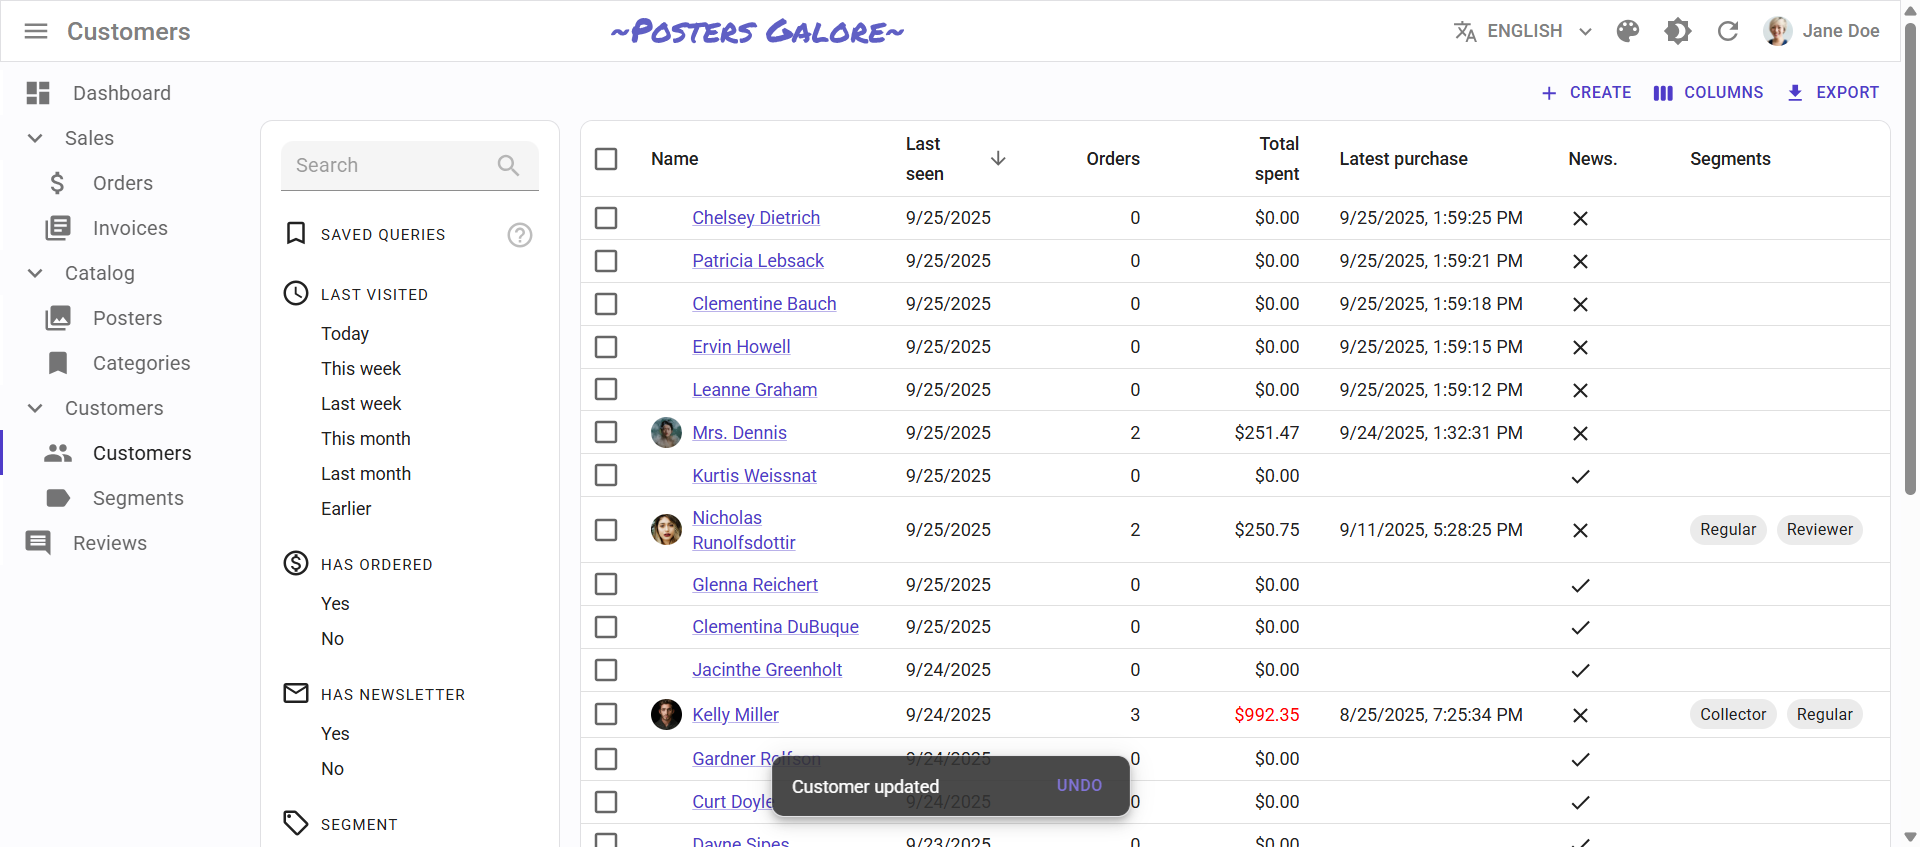 Customers
~Posters Galore~
ENGLISH
Jane Doe
Dashboard
Sales
Orders
Invoices
Catalog
Posters
Categories
Customers
Customers
Segments
Reviews
CREATE
COLUMNS
EXPORT
Search
SAVED QUERIES
LAST VISITED
Today
This week
Last week
This month
Last month
Earlier
HAS ORDERED
Yes
No
HAS NEWSLETTER
Yes
No
SEGMENT
Name Last seen Orders Total spent Latest purchase News. Segments
Chelsey Dietrich 9/25/2025 0 $0.00 9/25/2025, 1:59:25 PM
Patricia Lebsack 9/25/2025 0 $0.00 9/25/2025, 1:59:21 PM
Clementine Bauch 9/25/2025 0 $0.00 9/25/2025, 1:59:18 PM
Ervin Howell 9/25/2025 0 $0.00 9/25/2025, 1:59:15 PM
Leanne Graham 9/25/2025 0 $0.00 9/25/2025, 1:59:12 PM
Mrs. Dennis 9/25/2025 2 $251.47 9/24/2025, 1:32:31 PM
Kurtis Weissnat 9/25/2025 0 $0.00
Nicholas Runolfsdottir 9/25/2025 2 $250.75 9/11/2025, 5:28:25 PM Regular Reviewer
Glenna Reichert 9/25/2025 0 $0.00
Clementina DuBuque 9/25/2025 0 $0.00
Jacinthe Greenholt 9/24/2025 0 $0.00
Kelly Miller 9/24/2025 3 $992.35 8/25/2025, 7:25:34 PM Collector Regular
Gardner Rolfson 9/24/2025 0 $0.00
Curt Doyle 9/24/2025 0 $0.00
Dayne Sipes 9/23/2025 0 $0.00
Customer updated
UNDO